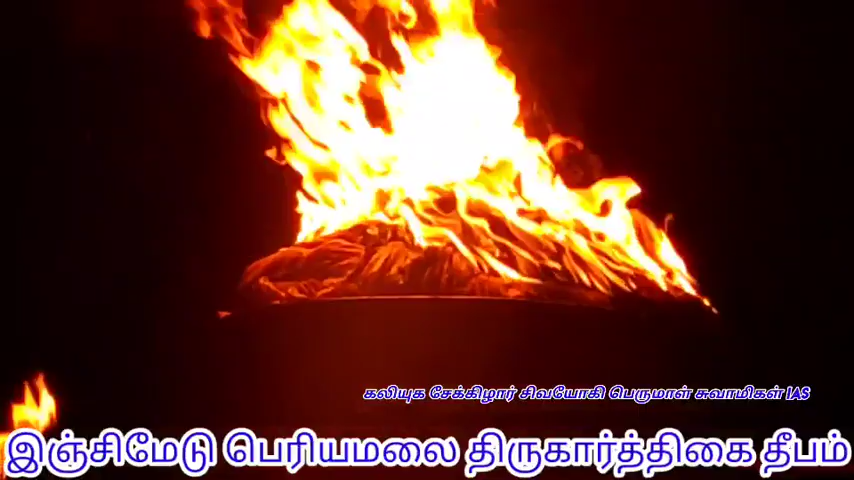 கலியுக சேக்கிழார் சிவயோகி பெருமாள் சுவாமிகள் IAS
இஞ்சிமேடு பெரியமலை திருகார்த்திகை தீபம்